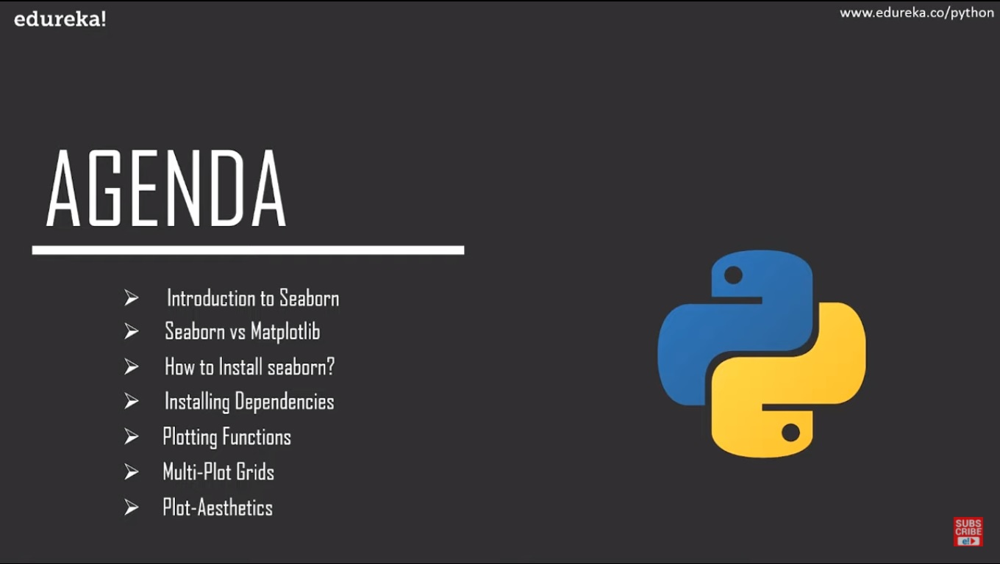 edureka!
www.edureka.co/python
AGENDA
Introduction to Seaborn
Seaborn vs Matplotlib
How to Install seaborn?
Installing Dependencies
Plotting Functions
Multi-Plot Grids
Plot-Aesthetics
SUBS
CRIBE
e!